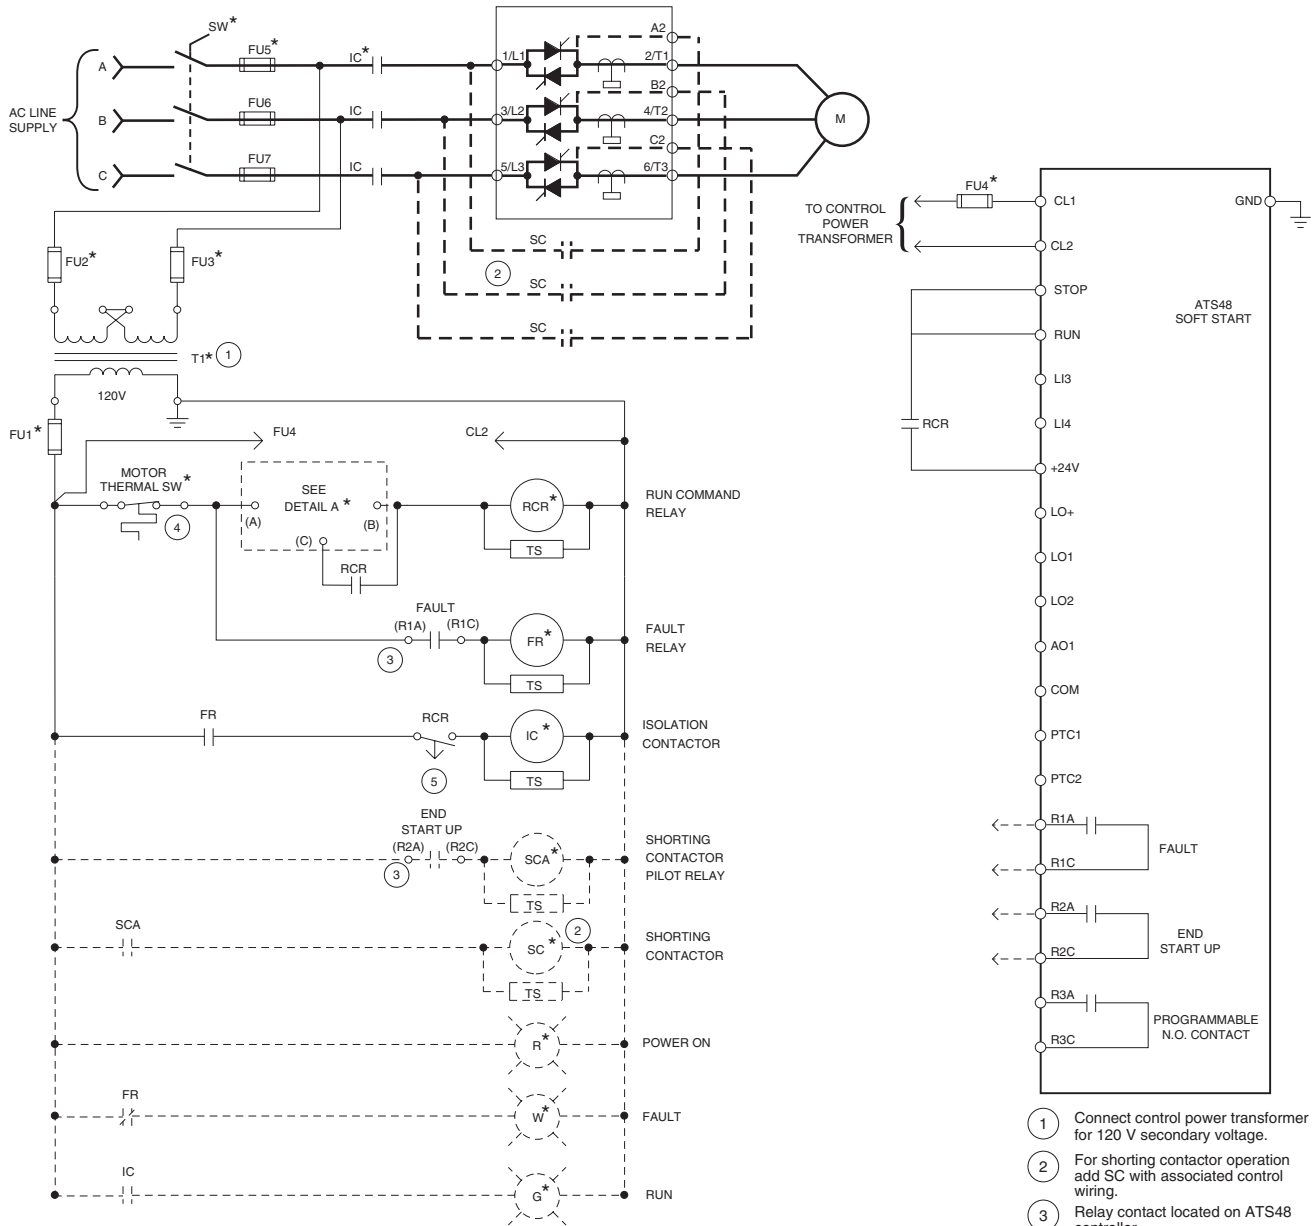 SW*
FU5*
IC*
A2
1/L1
2/T1
A
B2
FU6
IC
3/L2
4/T2
AC LINE
SUPPLY
B
M
C2
FU7
IC
5/L3
6/T3
C
FU4*
CL1
GND
TO CONTROL
POWER
TRANSFORMER
CL2
SC
FU2*
FU3*
2
SC
STOP
ATS48
SOFT START
SC
RUN
T1*
1
LI3
120V
RCR
LI4
FU1*
FU4
CL2
+24V
MOTOR
THERMAL SW*
SEE
DETAIL A*
RCR*
RUN COMMAND
RELAY
(A)
(B)
4
(C)
TS
RCR
LO+
LO1
LO2
FAULT
(R1A)
(R1C)
FR*
FAULT
RELAY
3
TS
AO1
COM
FR
RCR
IC*
ISOLATION
CONTACTOR
5
TS
PTC1
PTC2
END
START UP
(R2A)
(R2C)
SCA*
SHORTING
CONTACTOR
PILOT RELAY
3
TS
R1A
FAULT
R1C
SCA
SC*
2
SHORTING
CONTACTOR
TS
R2A
END
START UP
R2C
R3A
PROGRAMMABLE
N.O. CONTACT
R3C
R*
POWER ON
FR
W*
FAULT
IC
G*
RUN
1 Connect control power transformer
for 120 V secondary voltage.
2 For shorting contactor operation
add SC with associated control
wiring.
3 Relay contact located on ATS48